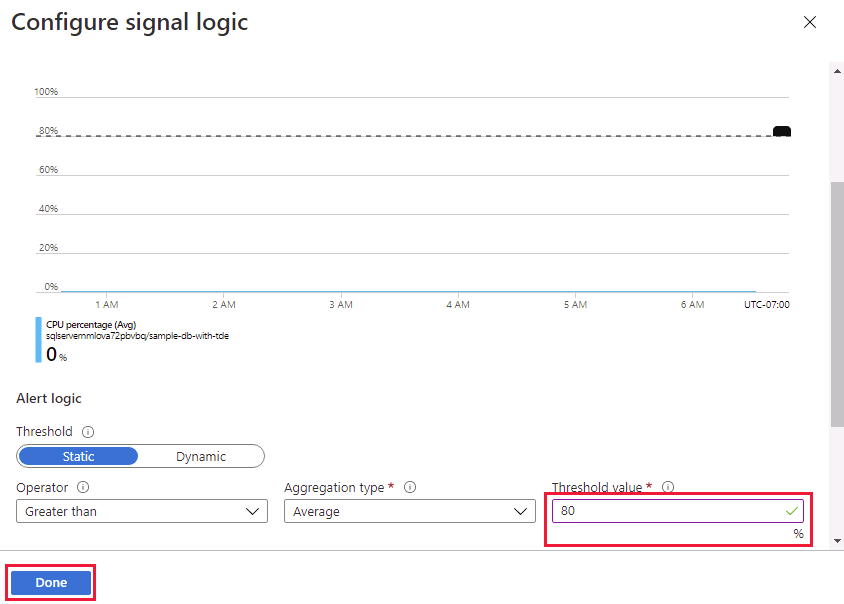 Configure signal logic
100%
80%
60%
40%
20%
0%
1 AM 2 AM 3 AM 4 AM 5 AM 6 AM UTC-07:00
CPU percentage (Avg)
sqlservernmlova72pbvbq/sample-db-with-tde
0 %
Alert logic
Threshold
Static Dynamic
Operator Aggregation type * Threshold value *
Greater than Average 80
%
Done